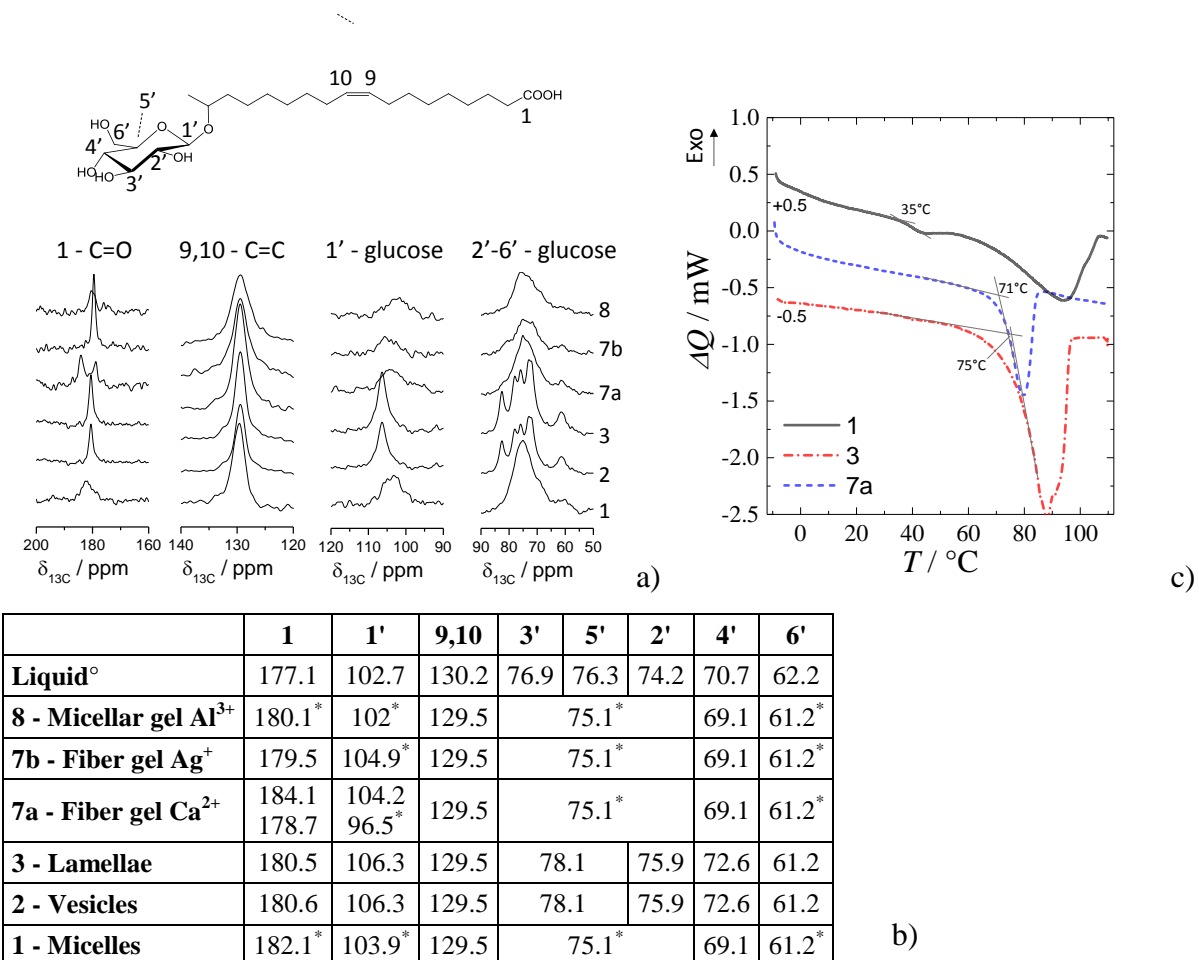 10 9
COOH
1
5'
HO 6' O 1' O
4'
HO 2' OH
HO 3'
1 - C=O 9,10 - C=C 1' - glucose 2'-6' - glucose
8
7b
7a
3
2
1
200 180 160 140 130 120 120 110 100 90 90 80 70 60 50
δ13C / ppm δ13C / ppm δ13C / ppm δ13C / ppm
a)
Exo
1.0
0.5
0.0
-0.5
-1.0
-1.5
-2.0
-2.5
ΔQ / mW
+0.5
35°C
71°C
-0.5
75°C
1
3
7a
0 20 40 60 80 100
T / °C
c)
1 1' 9,10 3' 5' 2' 4' 6'
Liquid° 177.1 102.7 130.2 76.9 76.3 74.2 70.7 62.2
8 - Micellar gel Al3+ 180.1* 102* 129.5 75.1* 69.1 61.2*
7b - Fiber gel Ag+ 179.5 104.9* 129.5 75.1* 69.1 61.2*
7a - Fiber gel Ca2+ 184.1 178.7 104.2 96.5* 129.5 75.1* 69.1 61.2*
3 - Lamellae 180.5 106.3 129.5 78.1 75.9 72.6 61.2
2 - Vesicles 180.6 106.3 129.5 78.1 75.9 72.6 61.2
1 - Micelles 182.1* 103.9* 129.5 75.1* 69.1 61.2*
b)